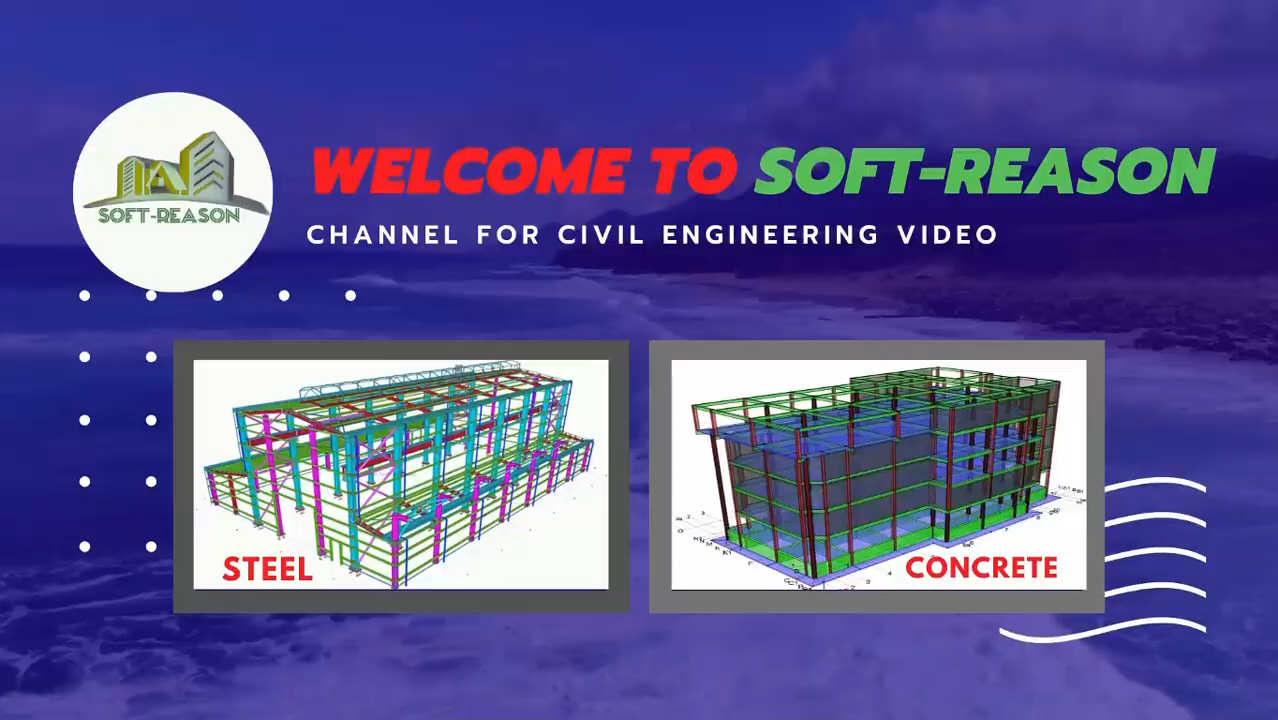 WELCOME TO SOFT-REASON
CHANNEL FOR CIVIL ENGINEERING VIDEO
SOFT-REASON
STEEL
CONCRETE